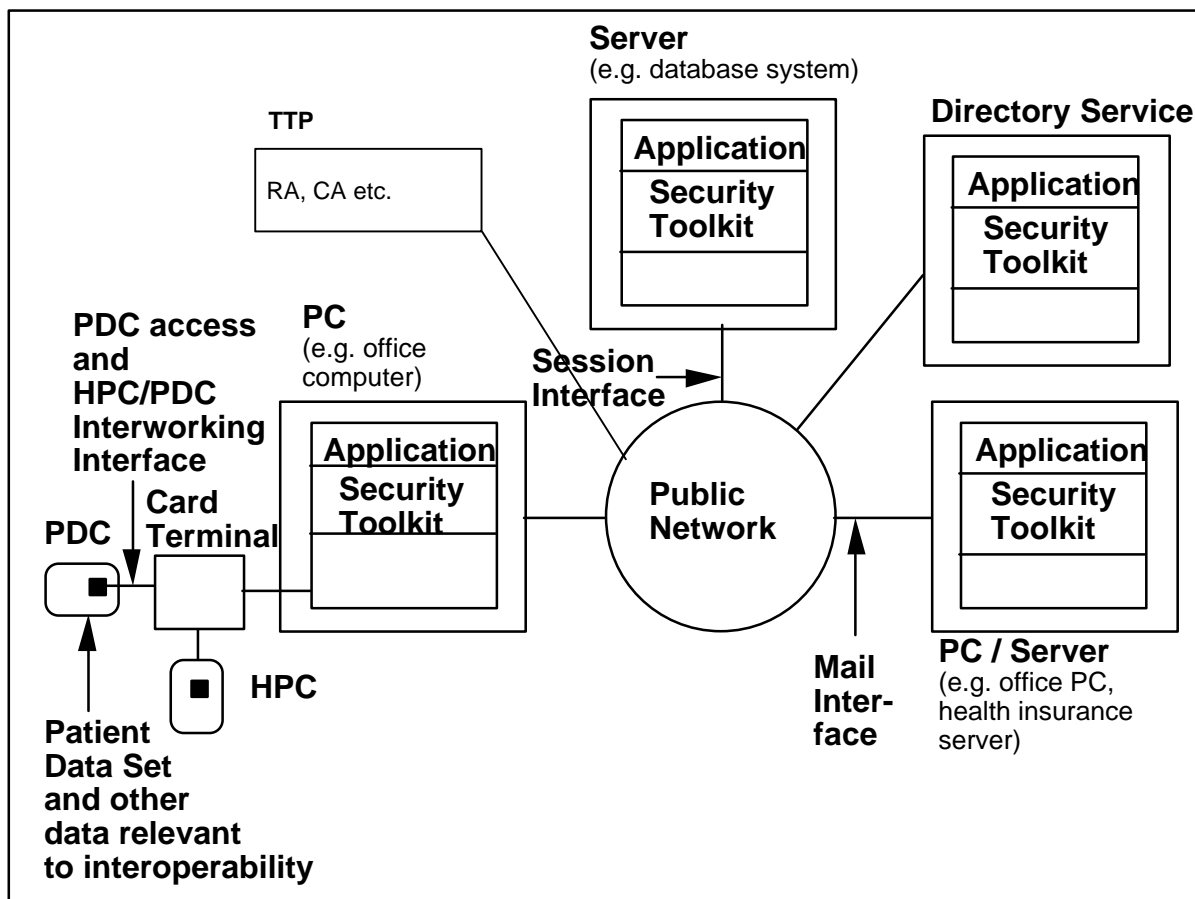 Server
(e.g. database system)
Application
Security
Toolkit
Directory Service
Application
Security
Toolkit
TTP
RA, CA etc.
PDC access
and
HPC/PDC
Interworking
Interface
PC
(e.g. office
computer)
Application
Security
Toolkit
Session
Interface
Public
Network
Application
Security
Toolkit
PC / Server
(e.g. office PC,
health insurance
server)
Mail
Inter-
face
Card
Terminal
PDC
HPC
Patient
Data Set
and other
data relevant
to interoperability